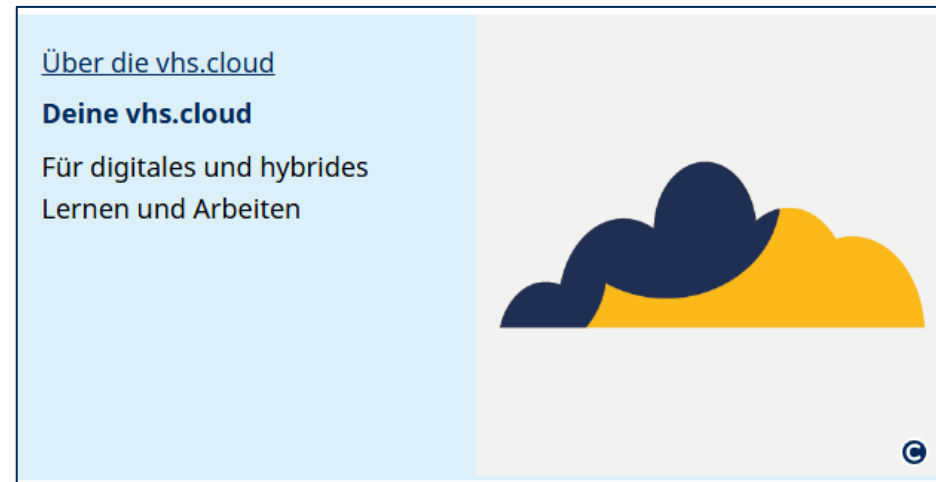 Über die vhs.cloud
Deine vhs.cloud
Für digitales und hybrides
Lernen und Arbeiten
©